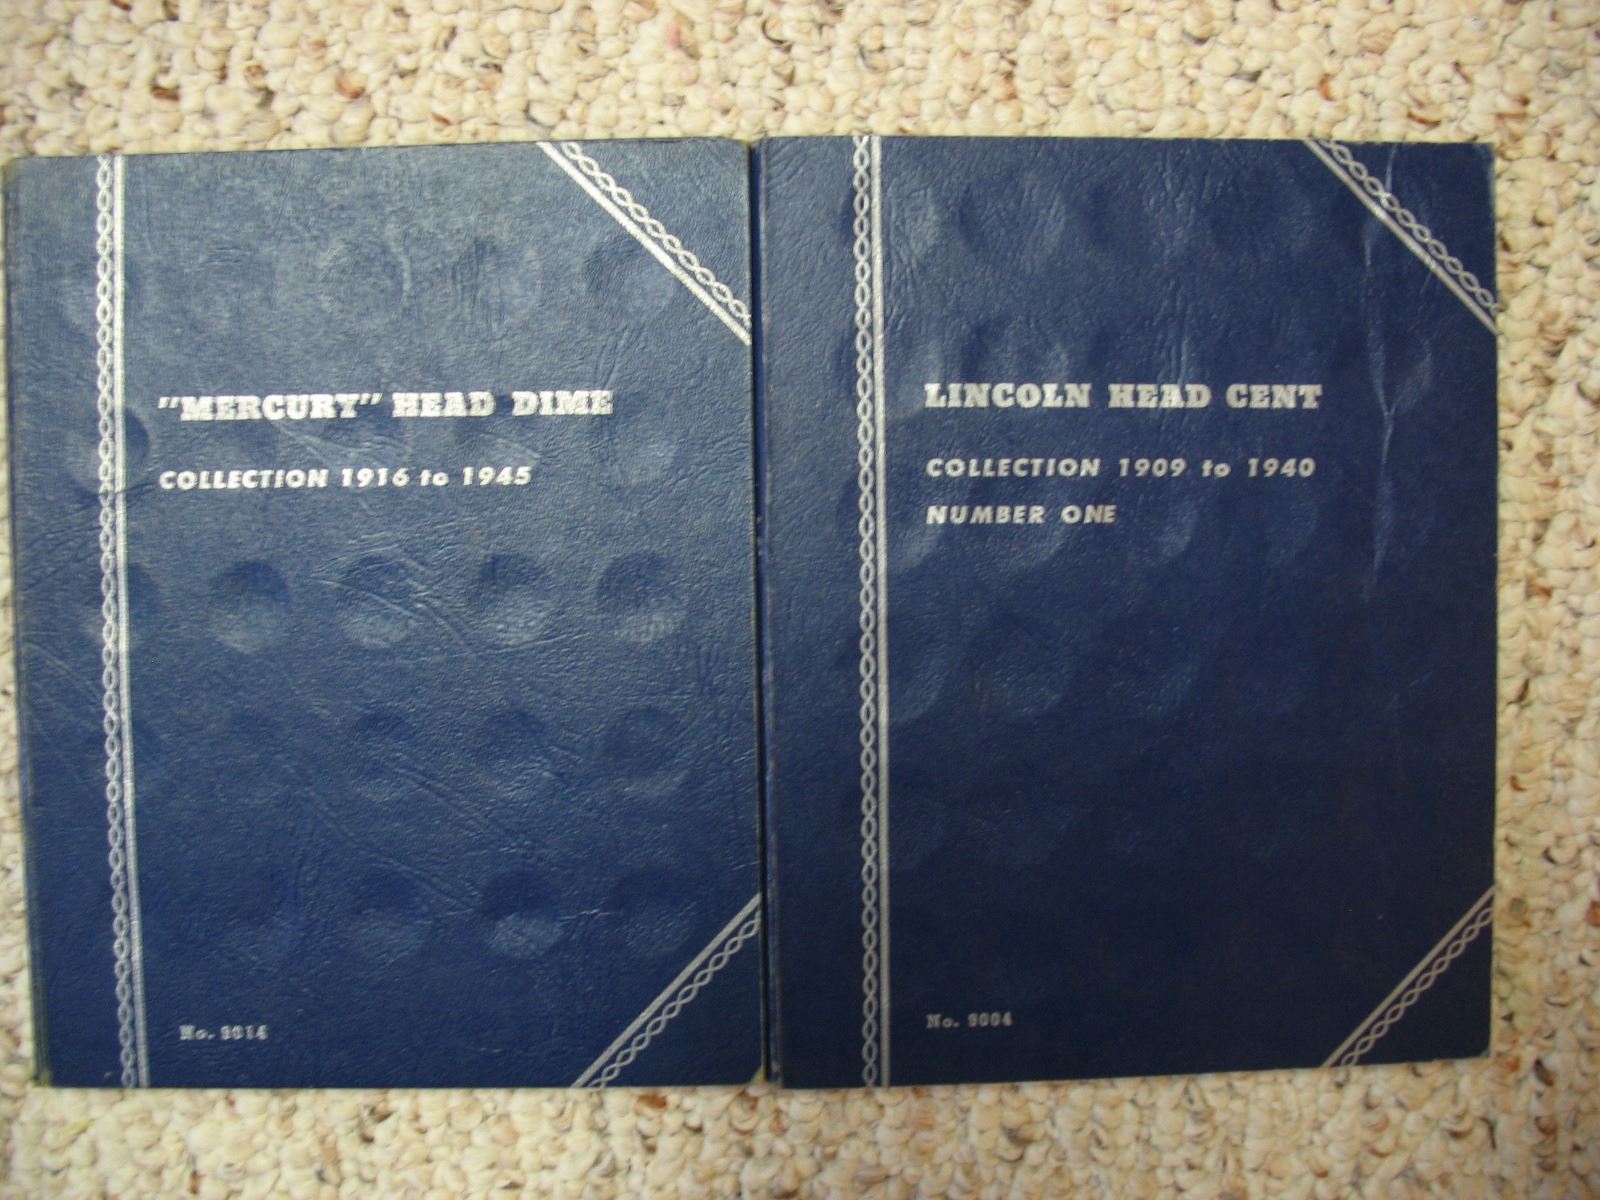 "MERCURY" HEAD DIME
COLLECTION 1916 to 1945
No. 9014
LINCOLN HEAD CENT
COLLECTION 1909 to 1940
NUMBER ONE
No. 9004